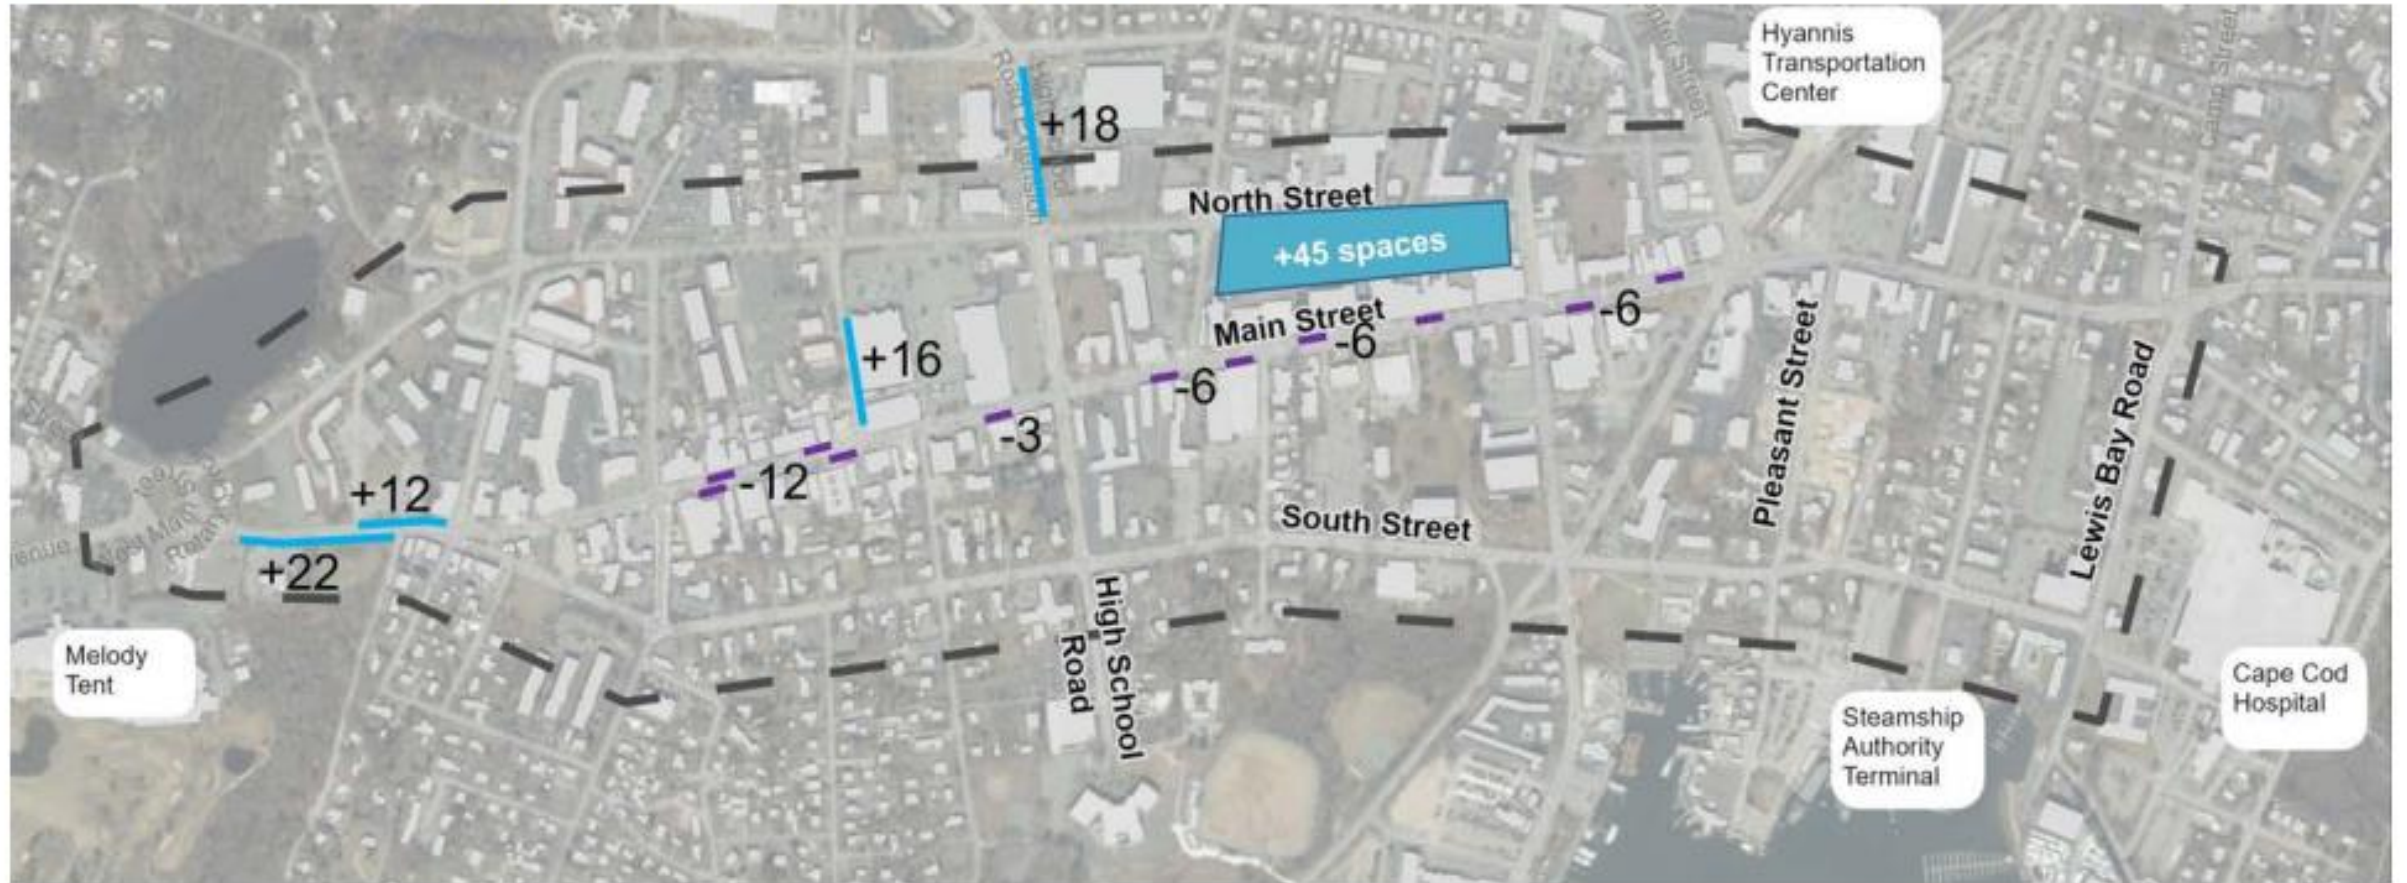 Hyannis
Transportation
Center
+18
North Street
+45 spaces
Main Street
-6
-6
-6
+16
-3
-12
+12
+22
South Street
Pleasant Street
Lewis Bay Road
High School
Road
Melody
Tent
Steamship
Authority
Terminal
Cape Cod
Hospital